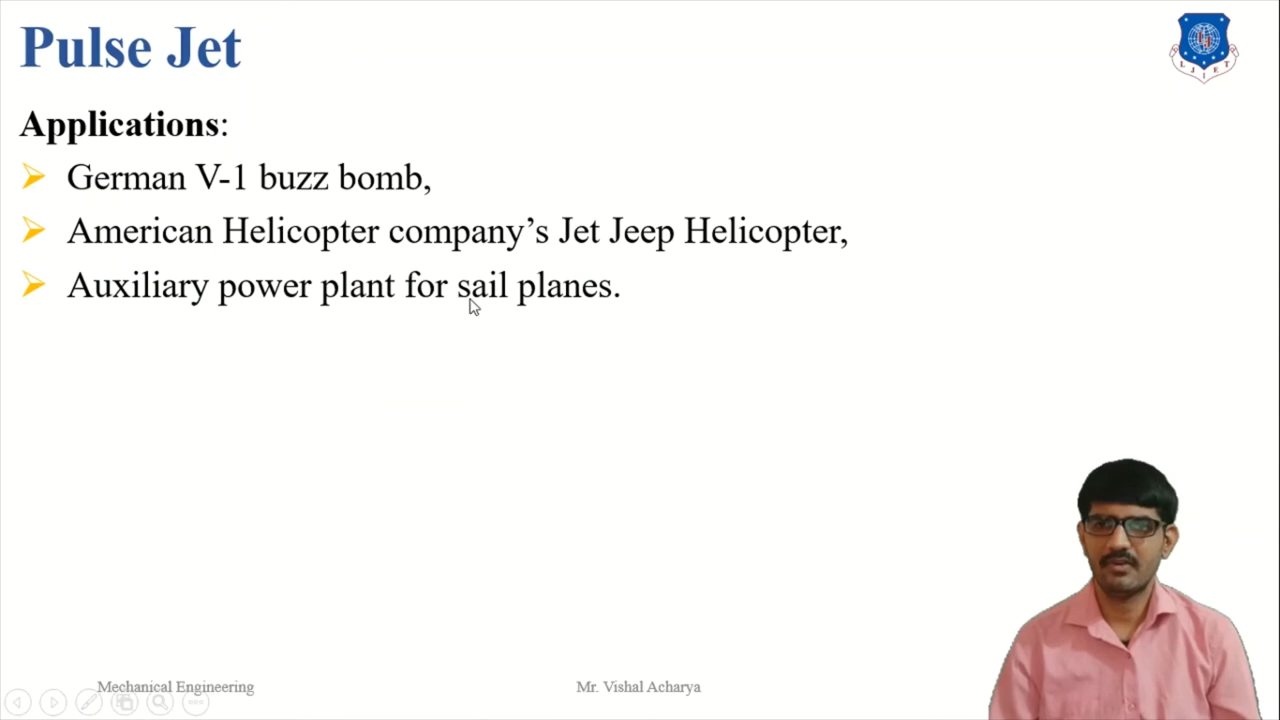 Pulse Jet
L J I E T
Applications:
German V-1 buzz bomb,
American Helicopter company’s Jet Jeep Helicopter,
Auxiliary power plant for sail planes.
Mechanical Engineering
Mr. Vishal Acharya